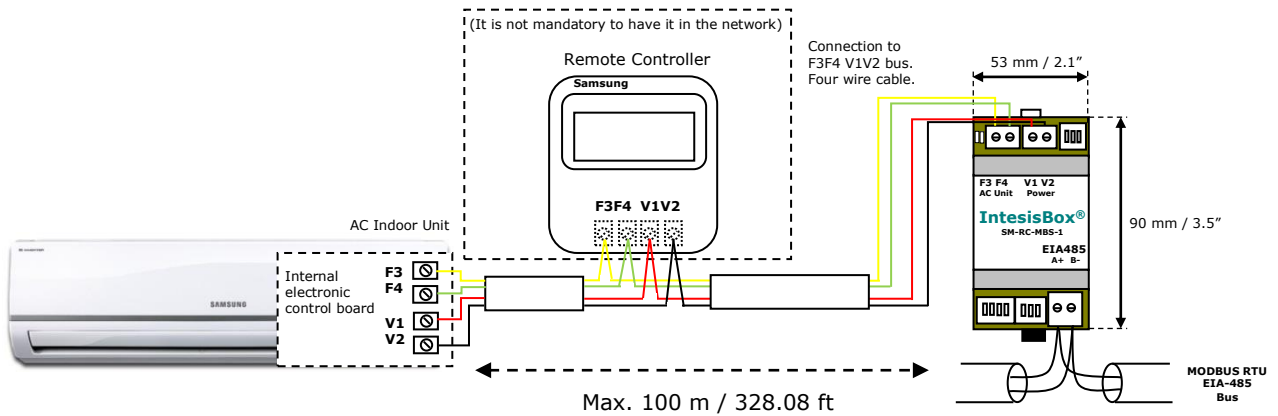 (It is not mandatory to have it in the network)
Remote Controller
Samsung
F3F4 V1V2
Connection to
F3F4 V1V2 bus.
Four wire cable.
53 mm / 2.1”
F3 F4 V1 V2
AC Unit Power
IntesisBox®
SM-RC-MBS-1
EIA485
A+ B-
90 mm / 3.5”
AC Indoor Unit
Internal
electronic
control board
F3
F4
V1
V2
SAMSUNG
Max. 100 m / 328.08 ft
MODBUS RTU
EIA-485
Bus